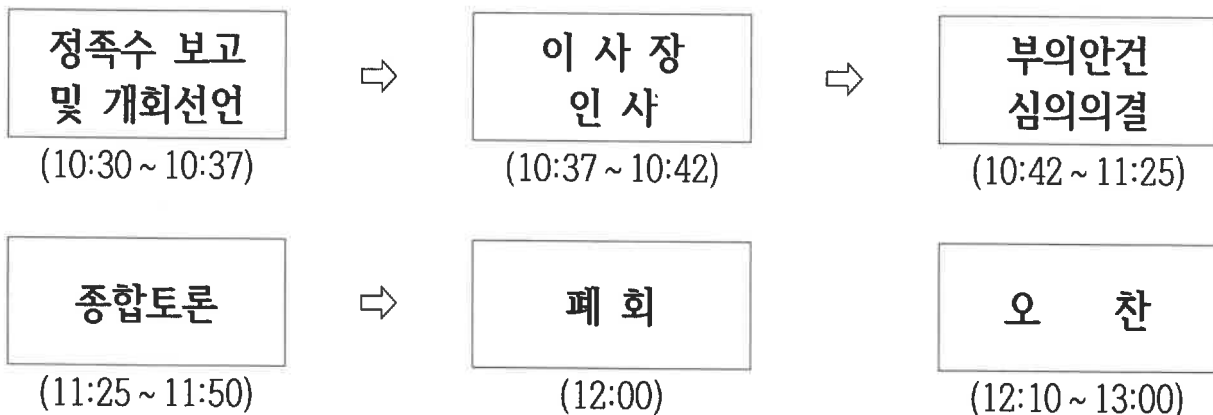 정족수 보고
및 개회선언
(10:30 ~ 10:37)
⇨
이 사 장
인 사
(10:37 ~ 10:42)
⇨
부의안건
심의의결
(10:42 ~ 11:25)
종합토론
(11:25 ~ 11:50)
⇨
폐 회
(12:00)
오 찬
(12:10 ~ 13:00)